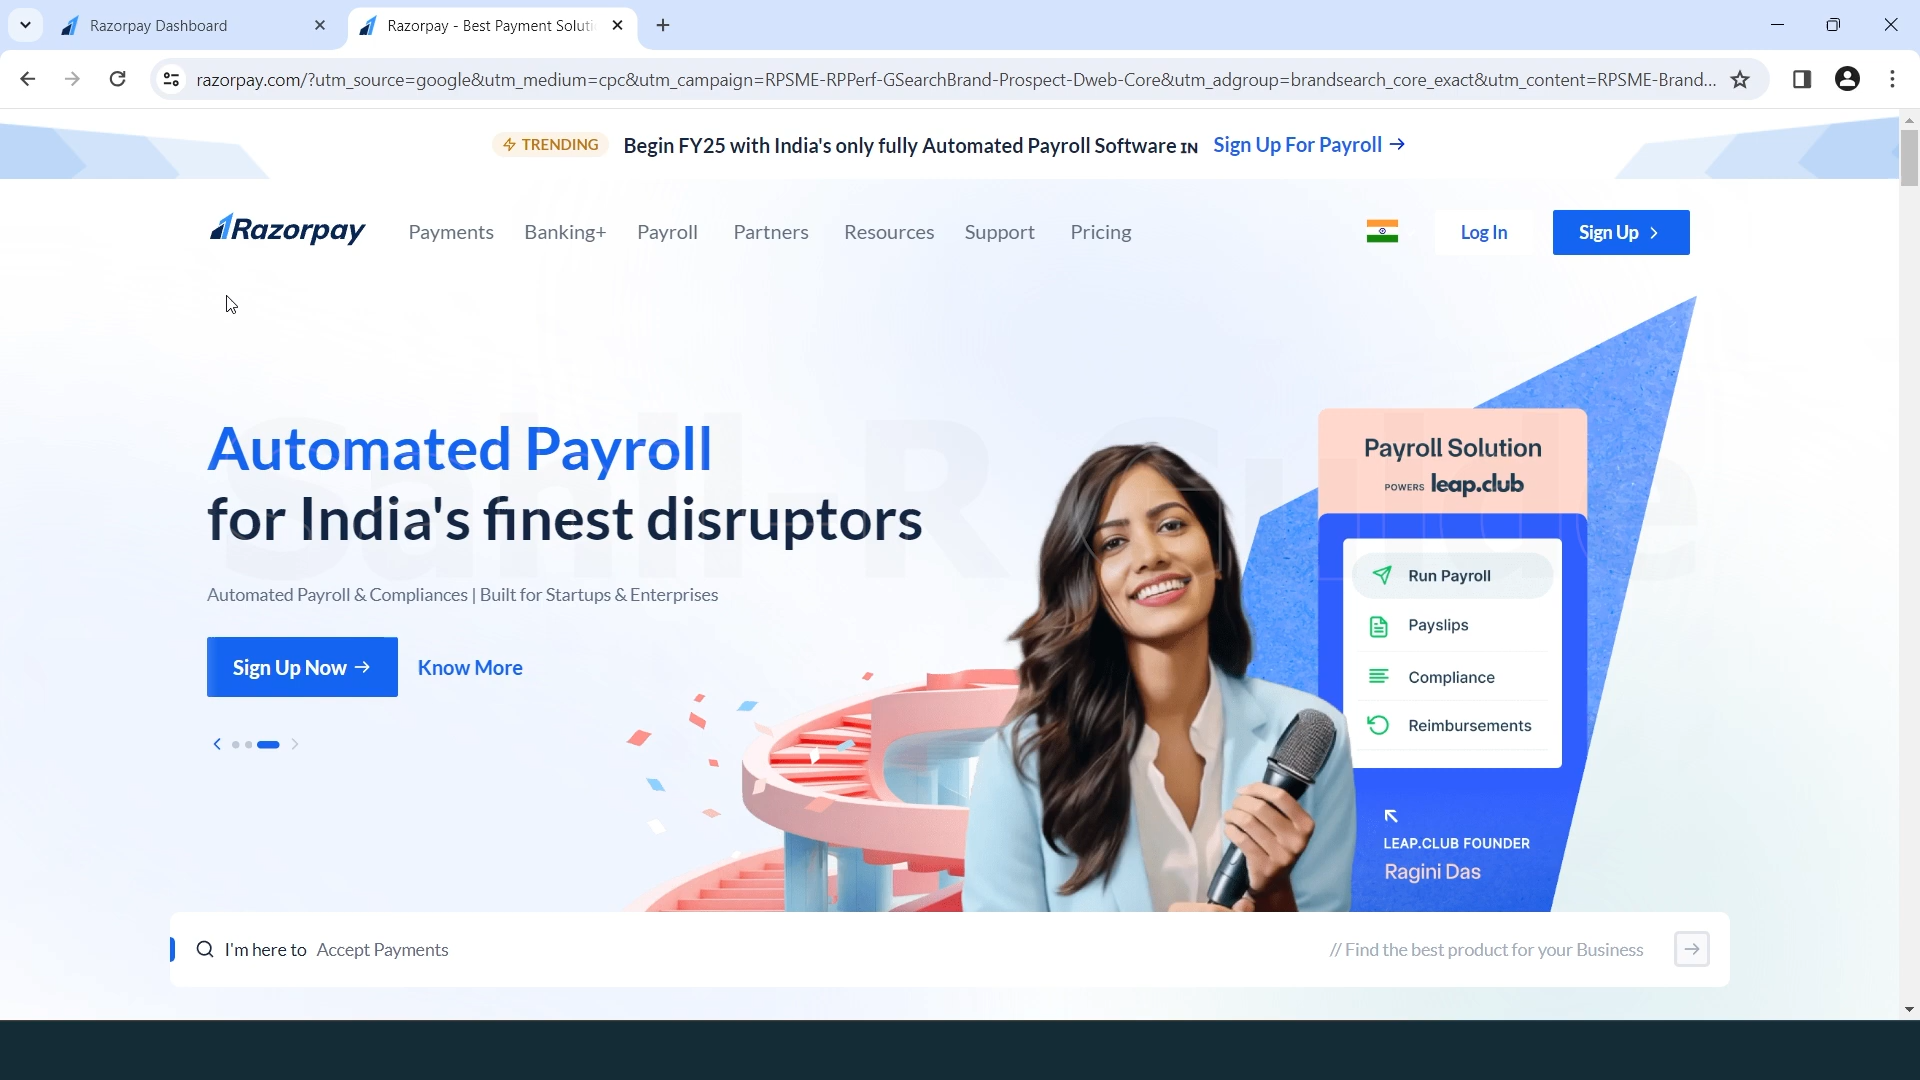 Razorpay Dashboard
Razorpay - Best Payment Soluti
razorpay.com/?utm_source=google&utm_medium=cpc&utm_campaign=RPSME-RPPerf-GSearchBrand-Prospect-Dweb-Core&utm_adgroup=brandsearch_core_exact&utm_content=RPSME-Brand...
TRENDING Begin FY25 with India's only fully Automated Payroll Software IN Sign Up For Payroll →
Razorpay Payments Banking+ Payroll Partners Resources Support Pricing Log In Sign Up
Automated Payroll
for India's finest disruptors
Automated Payroll & Compliances | Built for Startups & Enterprises
Sign Up Now → Know More
Payroll Solution
POWERS leap.club
Run Payroll
Payslips
Compliance
Reimbursements
LEAP.CLUB FOUNDER
Ragini Das
I'm here to Accept Payments
// Find the best product for your Business